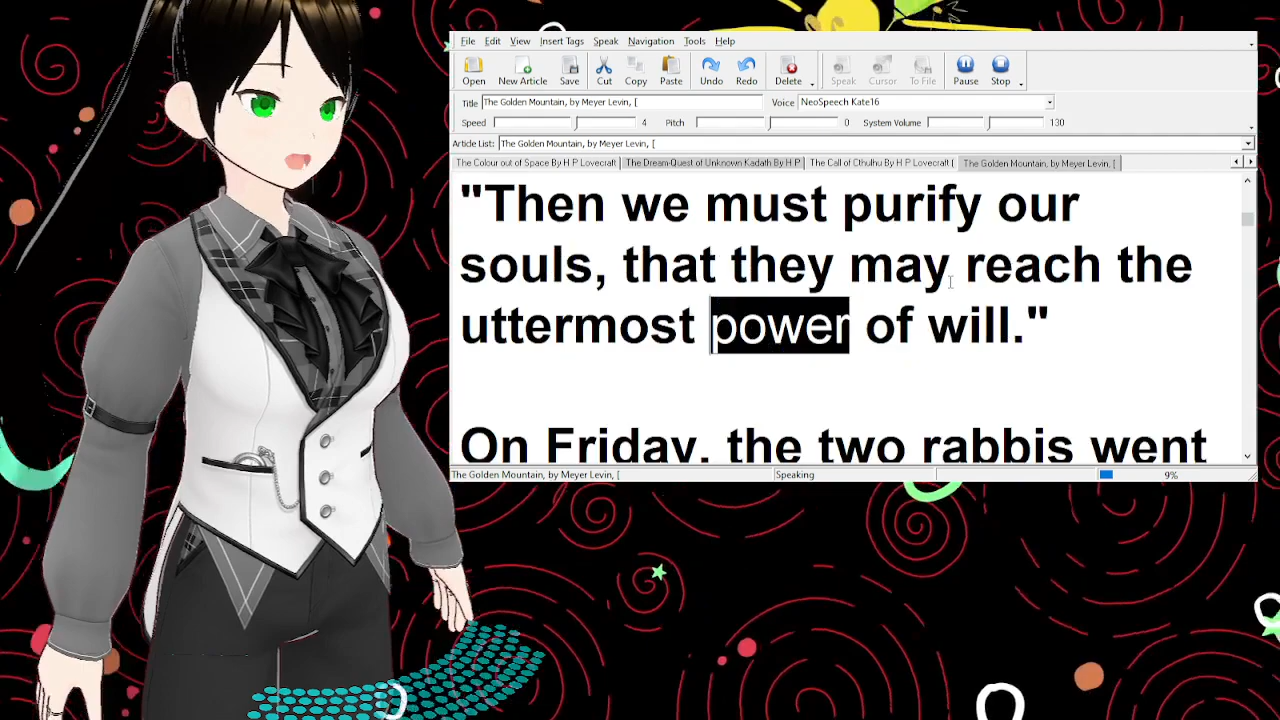 File Edit View Insert Tags Speak Navigation Tools Help
Open New Article Save Cut Copy Paste Undo Redo Delete Speak Cursor To File Pause Stop
Title The Golden Mountain, by Meyer Levin, [ Voice NeoSpeech Kate16
Speed 4 Pitch 0 System Volume 130
Article List: The Golden Mountain, by Meyer Levin, [
The Colour out of Space By H P Lovecraft The Dream-Quest of Unknown Kadath By H P The Call of Cthulhu By H P Lovecraft ( The Golden Mountain, by Meyer Levin, [
"Then we must purify our
souls, that they may reach the
uttermost power of will."
On Friday, the two rabbis went
The Golden Mountain, by Meyer Levin, [ Speaking 9%